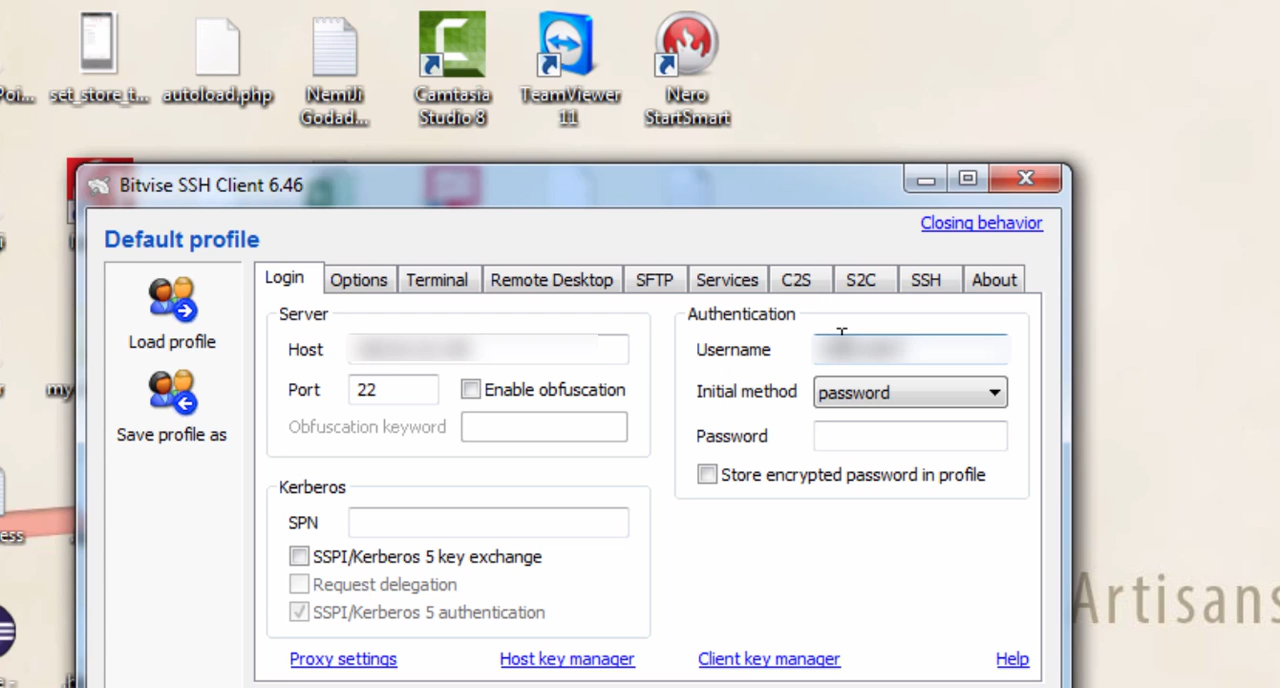 Poi... set_store_t... autoload.php Nemiji Camtasia TeamViewer Nero
Godad... Studio 8 11 StartSmart
Bitvise SSH Client 6.46
Closing behavior
Default profile
Login Options Terminal Remote Desktop SFTP Services C2S S2C SSH About
Server
Authentication
Load profile
Host
Username
Port 22 Enable obfuscation
Initial method password
my
Save profile as
Obfuscation keyword
Password
Store encrypted password in profile
Kerberos
SPN
ess
SSPI/Kerberos 5 key exchange
Request delegation
SSPI/Kerberos 5 authentication
Artisans
Proxy settings Host key manager Client key manager Help